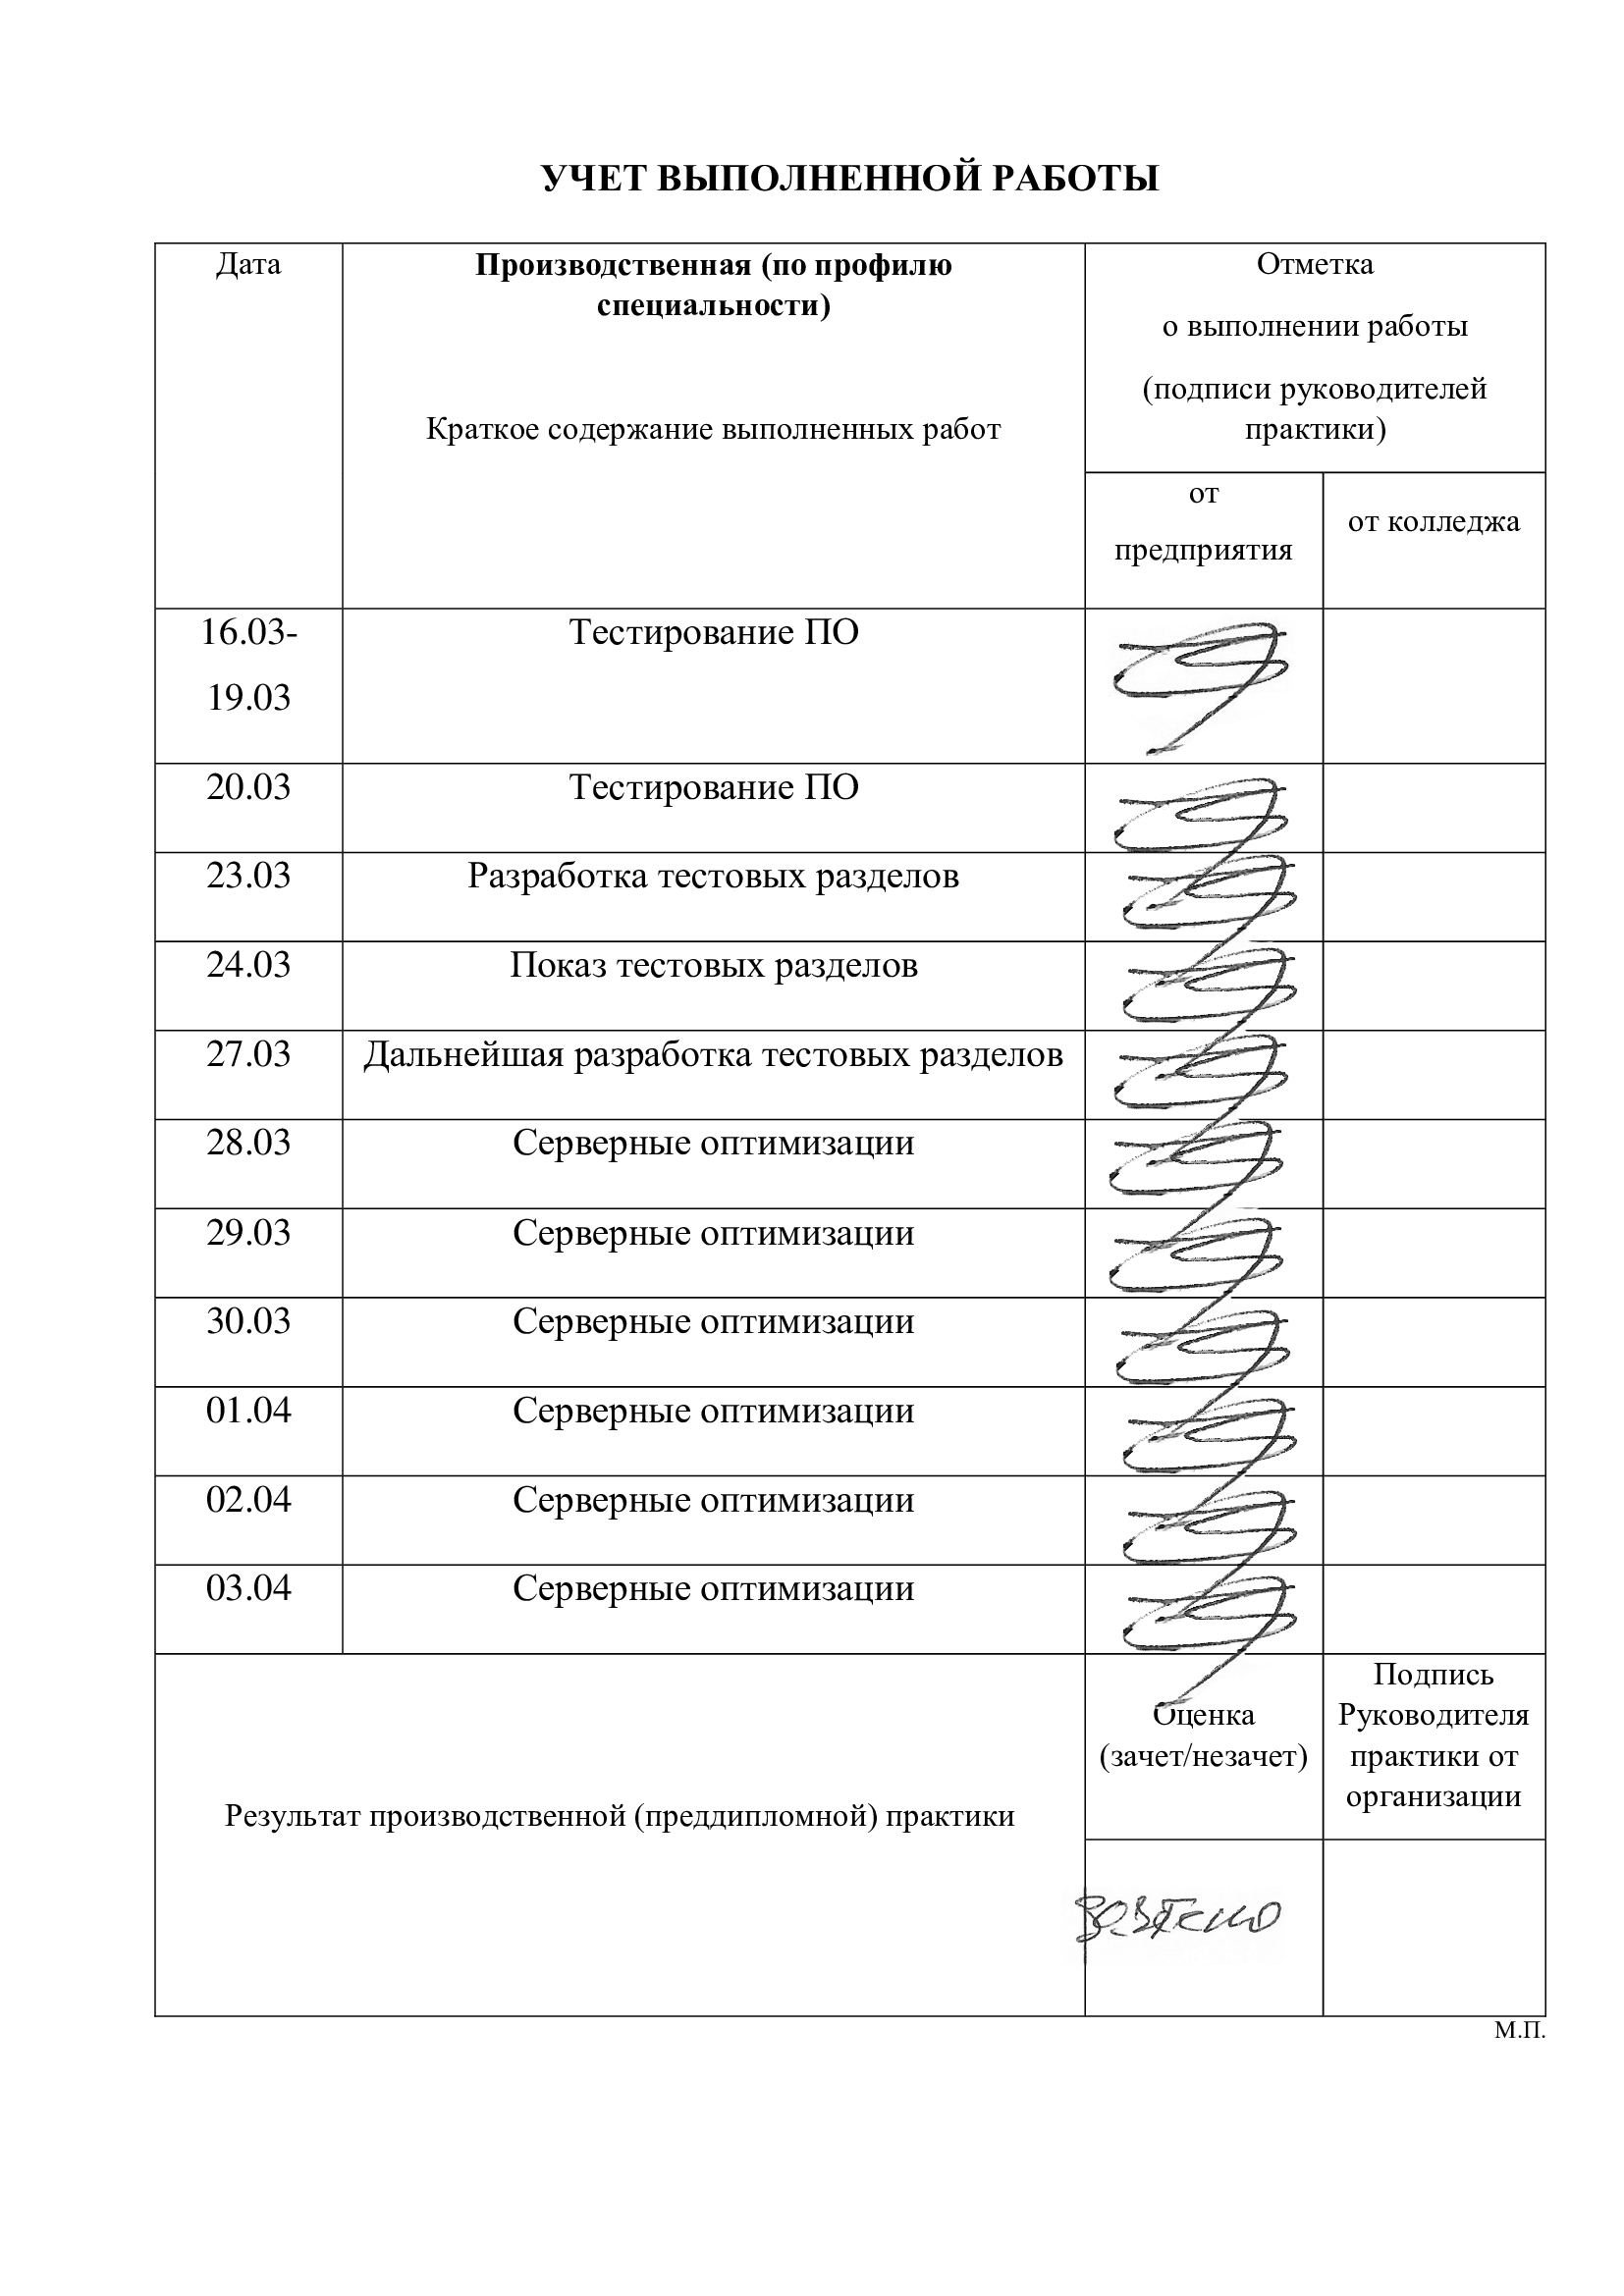 УЧЕТ ВЫПОЛНЕННОЙ РАБОТЫ
Дата
Производственная (по профилю
специальности)
Краткое содержание выполненных работ
Отметка
о выполнении работы
(подписи руководителей
практики)
от
предприятия
от колледжа
16.03-
19.03
Тестирование ПО
20.03
Тестирование ПО
23.03
Разработка тестовых разделов
24.03
Показ тестовых разделов
27.03
Дальнейшая разработка тестовых разделов
28.03
Серверные оптимизации
29.03
Серверные оптимизации
30.03
Серверные оптимизации
01.04
Серверные оптимизации
02.04
Серверные оптимизации
03.04
Серверные оптимизации
Результат производственной (преддипломной) практики
Оценка
(зачет/незачет)
Подпись
Руководителя
практики от
организации
М.П.